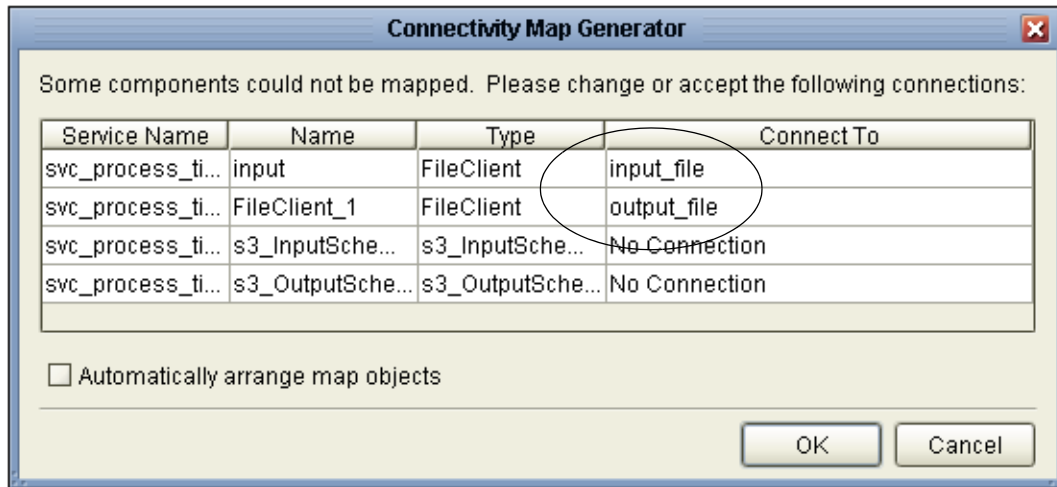 Connectivity Map Generator
Some components could not be mapped. Please change or accept the following connections:
Service Name Name Type Connect To
svc_process_ti... input FileClient input_file
svc_process_ti... FileClient_1 FileClient output_file
svc_process_ti... s3_InputSche... s3_InputSche... No Connection
svc_process_ti... s3_OutputSche... s3_OutputSche... No Connection
Automatically arrange map objects
OK Cancel